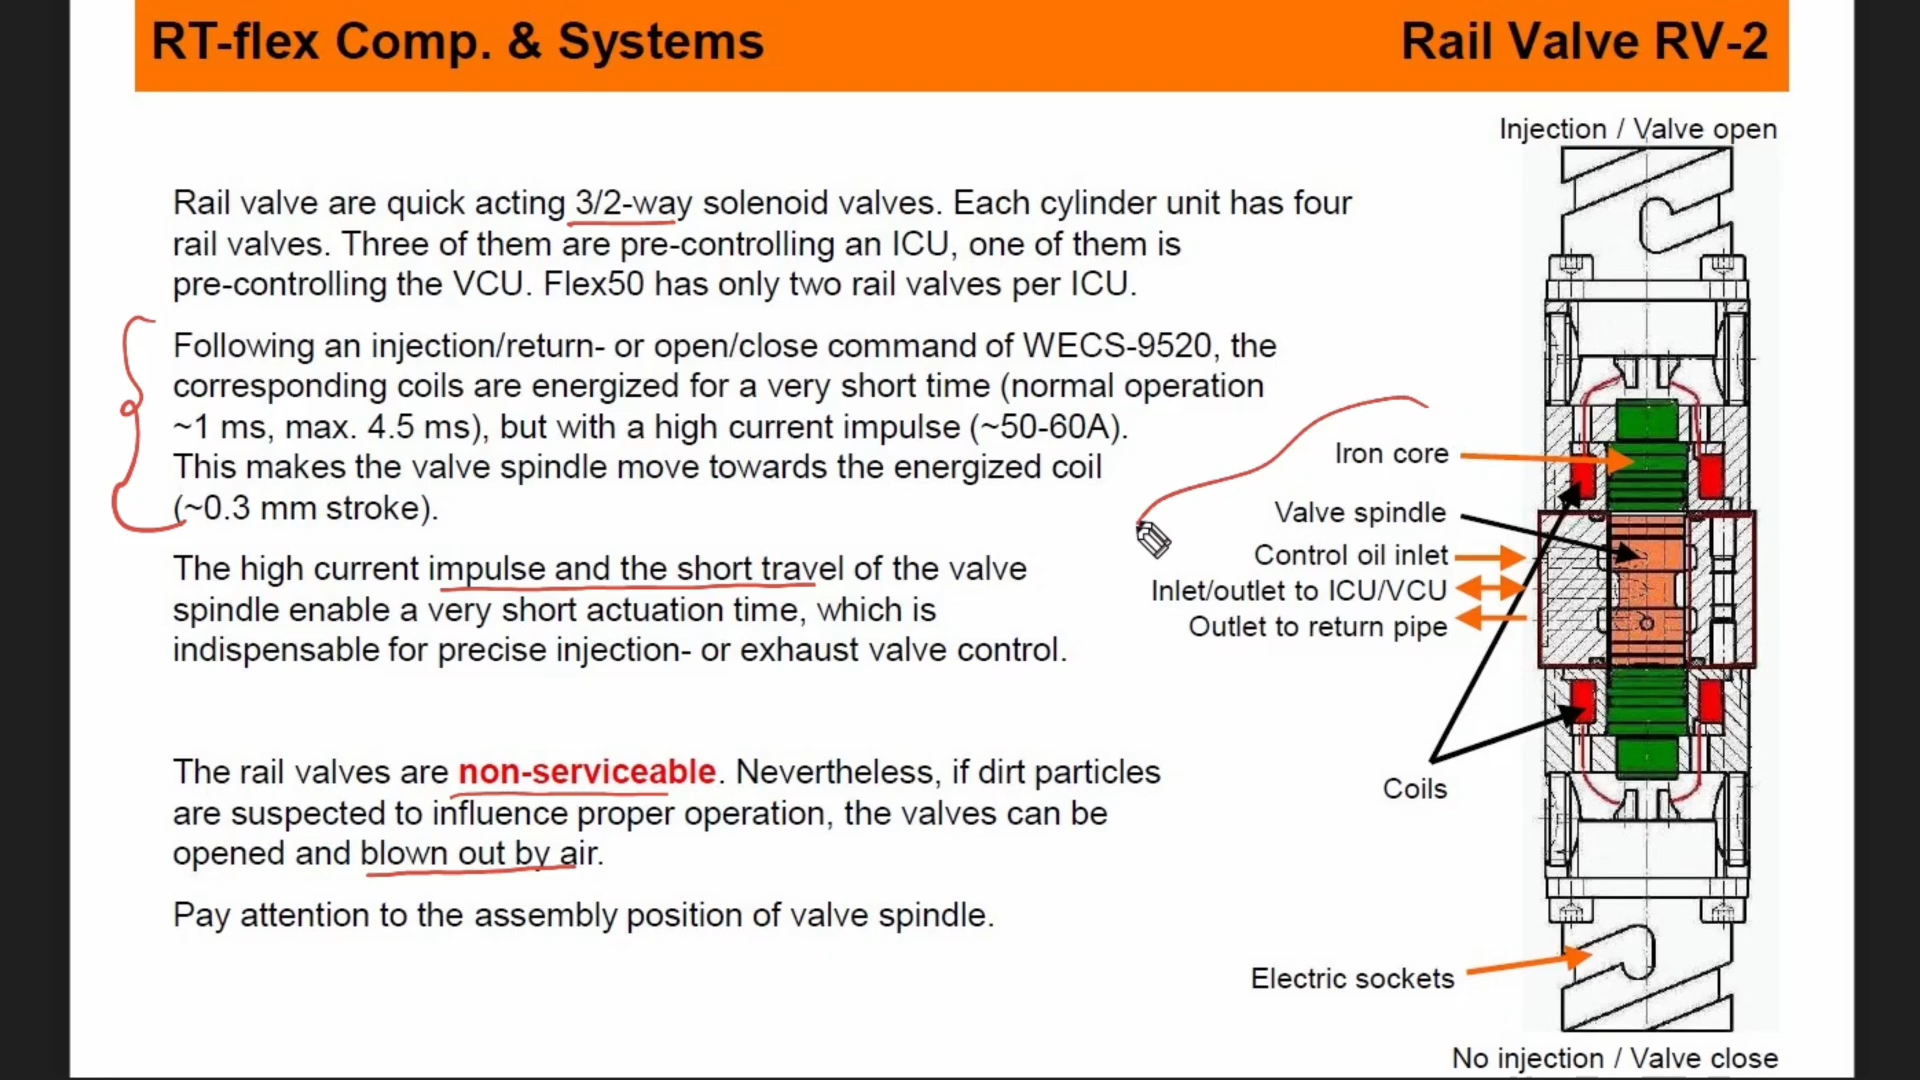 RT-flex Comp. & Systems
Rail Valve RV-2
Rail valve are quick acting 3/2-way solenoid valves. Each cylinder unit has four
rail valves. Three of them are pre-controlling an ICU, one of them is
pre-controlling the VCU. Flex50 has only two rail valves per ICU.
Following an injection/return- or open/close command of WECS-9520, the
corresponding coils are energized for a very short time (normal operation
~1 ms, max. 4.5 ms), but with a high current impulse (~50-60A).
This makes the valve spindle move towards the energized coil
(~0.3 mm stroke).
The high current impulse and the short travel of the valve
spindle enable a very short actuation time, which is
indispensable for precise injection- or exhaust valve control.
The rail valves are non-serviceable. Nevertheless, if dirt particles
are suspected to influence proper operation, the valves can be
opened and blown out by air.
Pay attention to the assembly position of valve spindle.
Injection / Valve open
Iron core
Valve spindle
Control oil inlet
Inlet/outlet to ICU/VCU
Outlet to return pipe
Coils
Electric sockets
No injection / Valve close